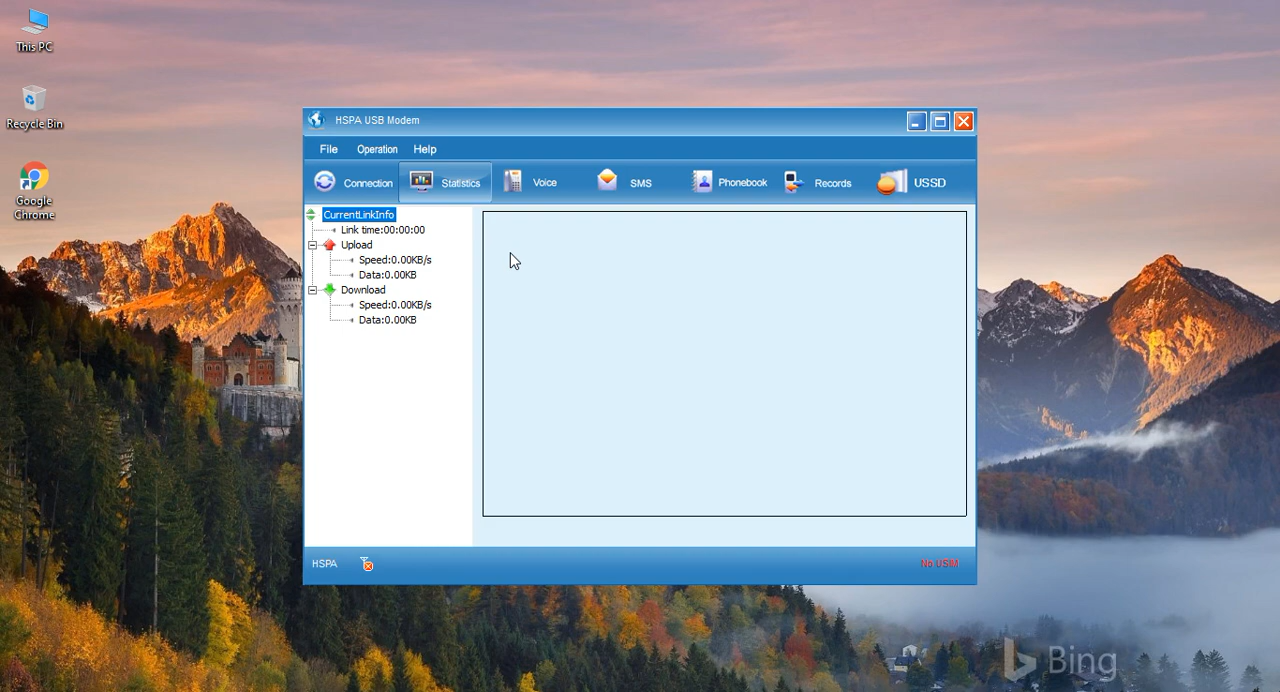 This PC
Recycle Bin
Google
Chrome
HSPA USB Modem
File Operation Help
Connection Statistics Voice SMS Phonebook Records USSD
CurrentLinkInfo
Link time:00:00:00
Upload
Speed:0.00KB/s
Data:0.00KB
Download
Speed:0.00KB/s
Data:0.00KB
HSPA
No USIM
Bing